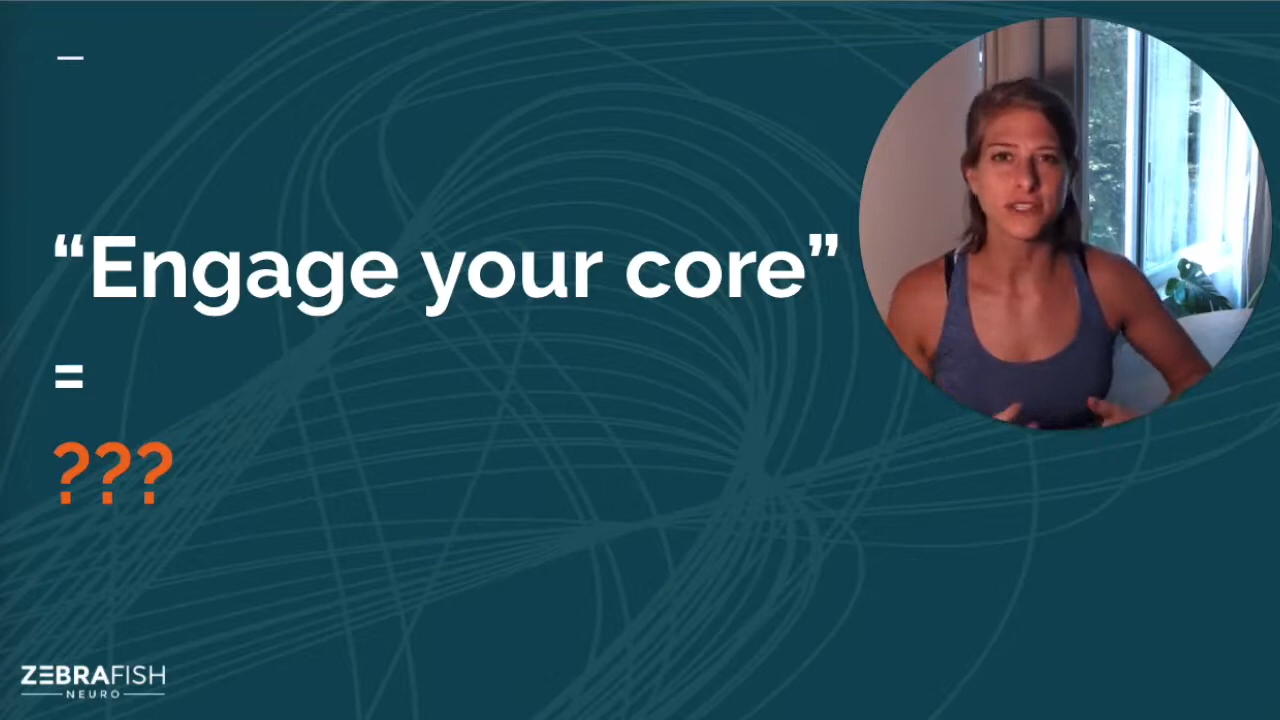 “Engage your core”
=
???
ZEBRAFISH
NEURO